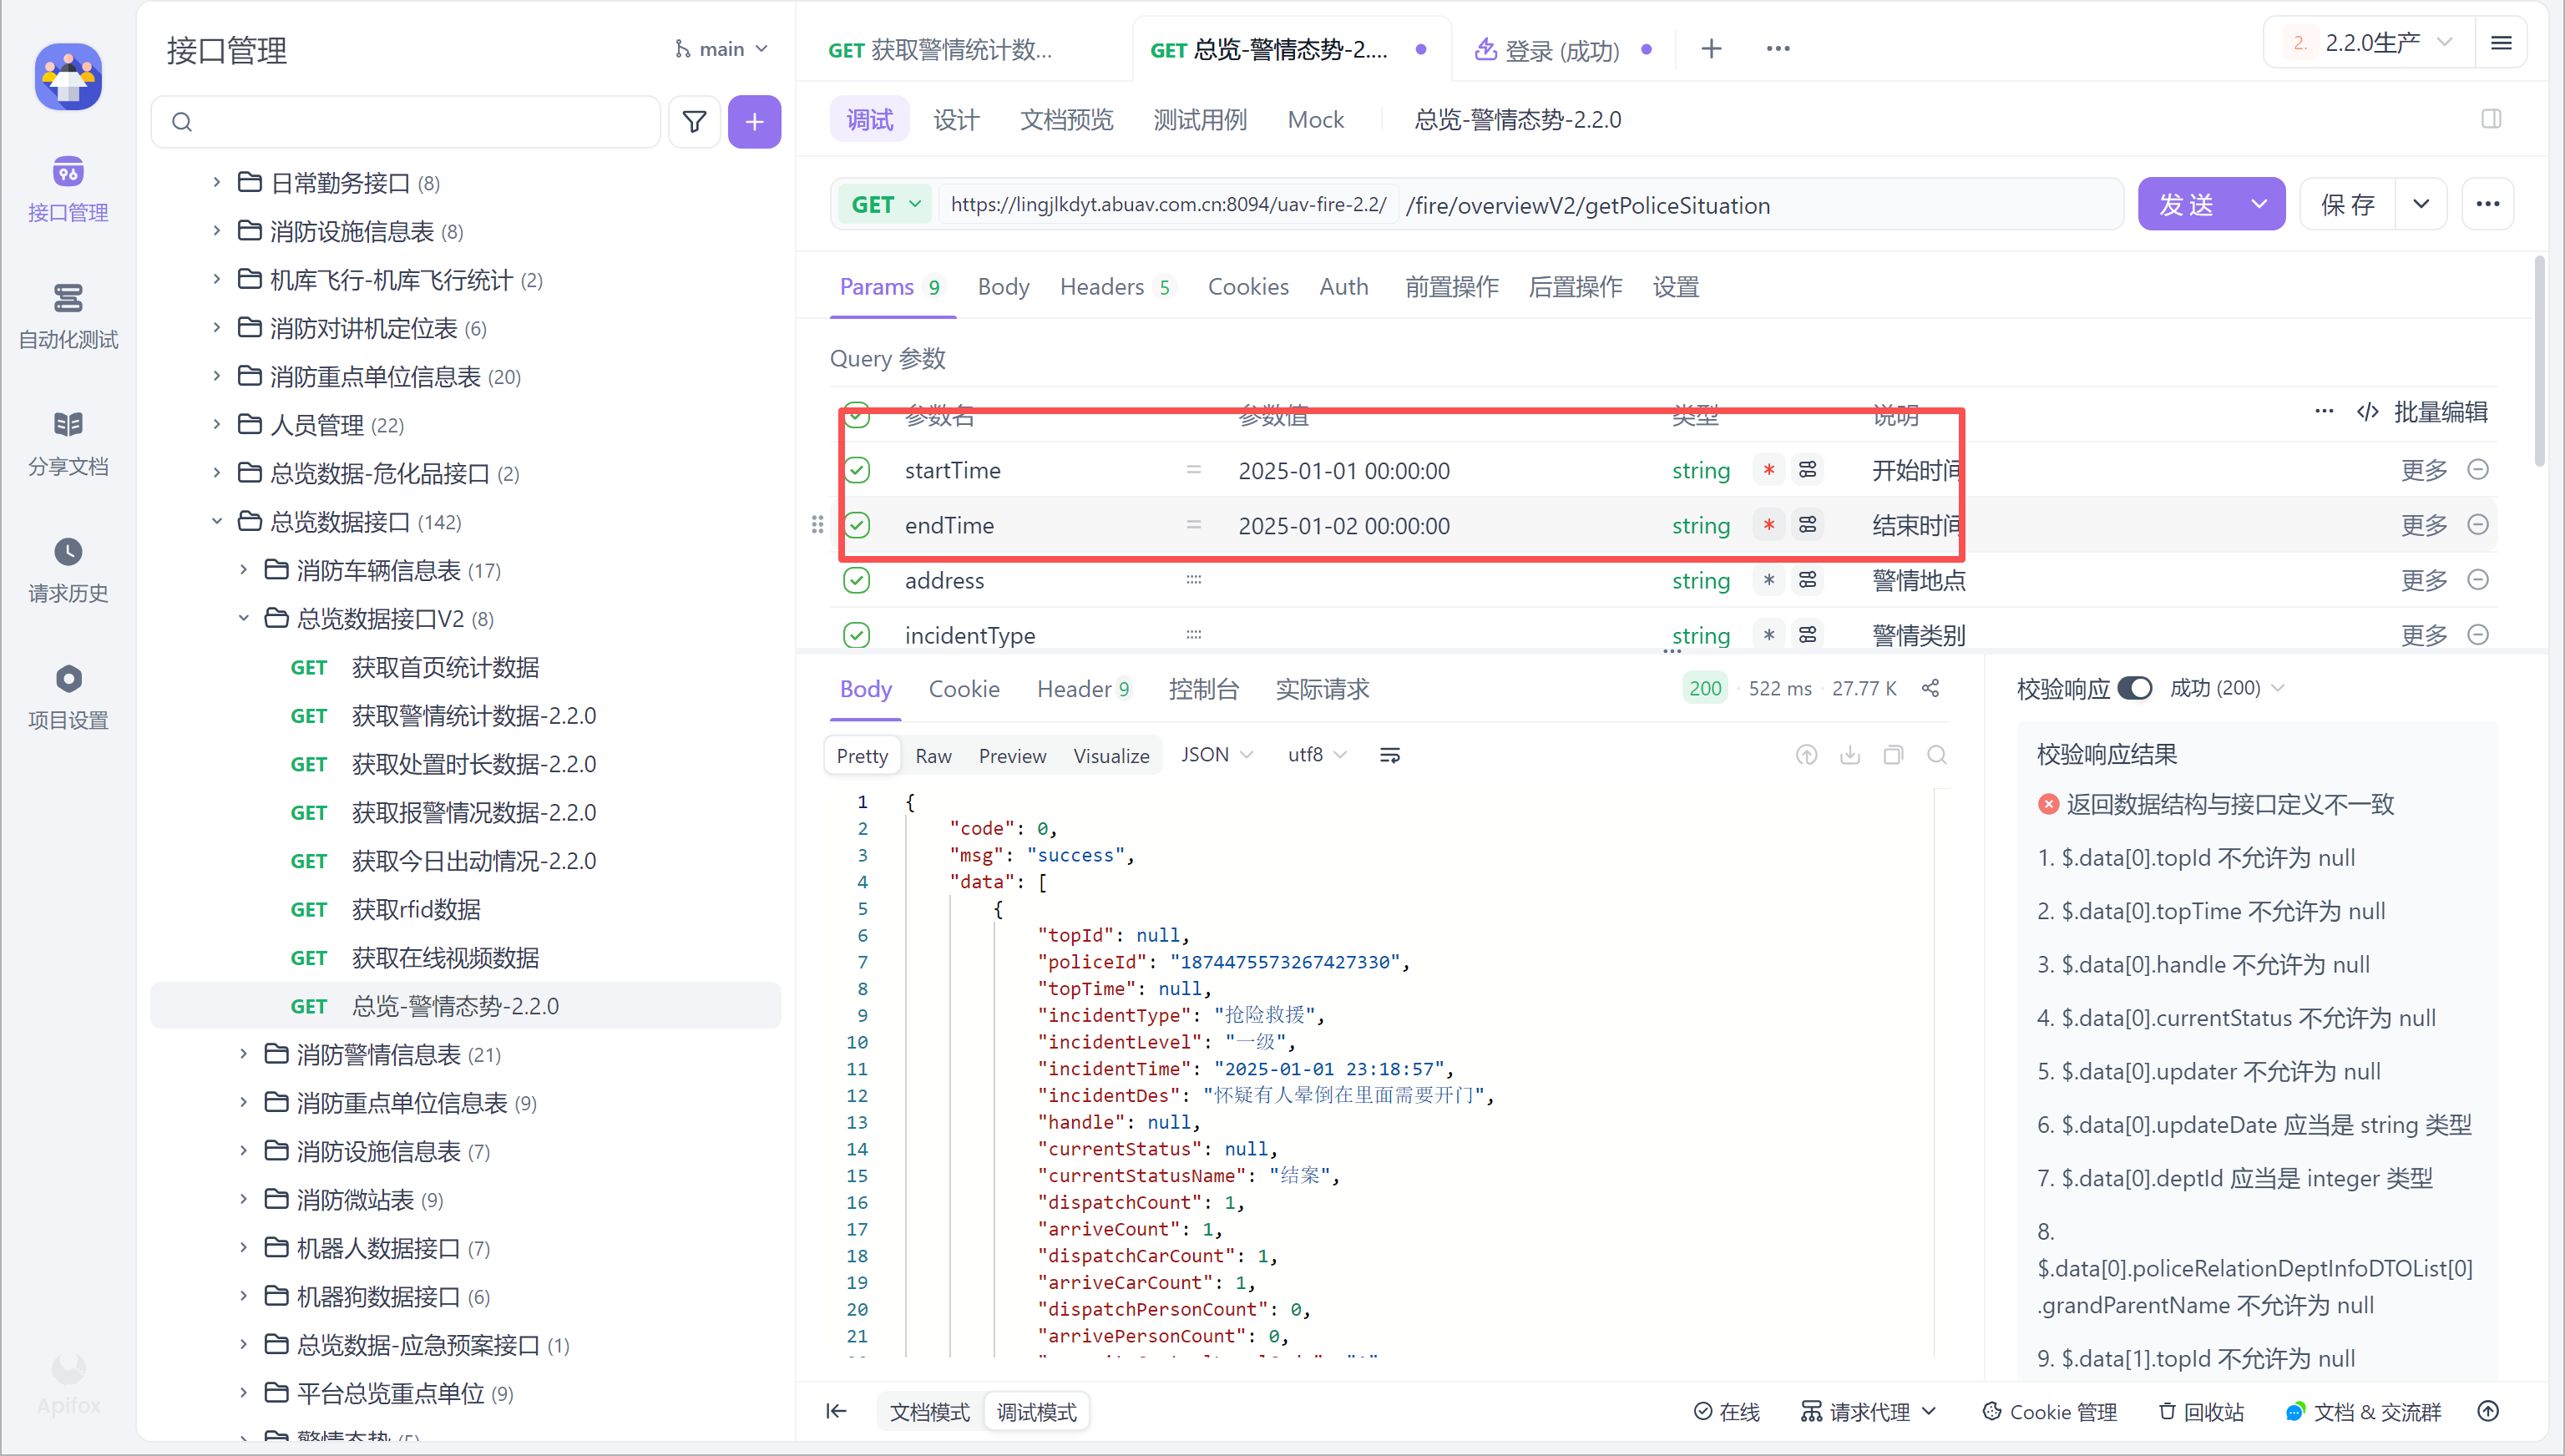 接口管理
自动化测试
分享文档
请求历史
项目设置
Apifox
接口管理
main
日常勤务接口 (8)
消防设施信息表 (8)
机库飞行-机库飞行统计 (2)
消防对讲机定位表 (6)
消防重点单位信息表 (20)
人员管理 (22)
总览数据-危化品接口 (2)
总览数据接口 (142)
消防车辆信息表 (17)
总览数据接口V2 (8)
GET 获取首页统计数据
GET 获取警情统计数据-2.2.0
GET 获取处置时长数据-2.2.0
GET 获取报警情况数据-2.2.0
GET 获取今日出动情况-2.2.0
GET 获取rfid数据
GET 获取在线视频数据
GET 总览-警情态势-2.2.0
消防警情信息表 (21)
消防重点单位信息表 (9)
消防设施信息表 (7)
消防微站表 (9)
机器人数据接口 (7)
机器狗数据接口 (6)
总览数据-应急预案接口 (1)
平台总览重点单位 (9)
警情态势 (5)
GET 获取警情统计数... GET 总览-警情态势-2.... 登录 (成功)
2. 2.2.0生产
调试 设计 文档预览 测试用例 Mock 总览-警情态势-2.2.0
GET https://lingjlkdyt.abuav.com.cn:8094/uav-fire-2.2/ /fire/overviewV2/getPoliceSituation 发送 保存
Params 9 Body Headers 5 Cookies Auth 前置操作 后置操作 设置
Query 参数
参数名 参数值 类型 说明 批量编辑
startTime = 2025-01-01 00:00:00 string * 开始时间 更多
endTime = 2025-01-02 00:00:00 string * 结束时间 更多
address string * 警情地点 更多
incidentType string * 警情类别 更多
Body Cookie Header 9 控制台 实际请求 200 · 522 ms · 27.77 K
Pretty Raw Preview Visualize JSON utf8
1 {
2 "code": 0,
3 "msg": "success",
4 "data": [
5 {
6 "topId": null,
7 "policeId": "1874475573267427330",
8 "topTime": null,
9 "incidentType": "抢险救援",
10 "incidentLevel": "一级",
11 "incidentTime": "2025-01-01 23:18:57",
12 "incidentDes": "怀疑有人晕倒在里面需要开门",
13 "handle": null,
14 "currentStatus": null,
15 "currentStatusName": "结案",
16 "dispatchCount": 1,
17 "arriveCount": 1,
18 "dispatchCarCount": 1,
19 "arriveCarCount": 1,
20 "dispatchPersonCount": 0,
21 "arrivePersonCount": 0,
校验响应 成功 (200)
校验响应结果
返回数据结构与接口定义不一致
1. $.data[0].topId 不允许为 null
2. $.data[0].topTime 不允许为 null
3. $.data[0].handle 不允许为 null
4. $.data[0].currentStatus 不允许为 null
5. $.data[0].updater 不允许为 null
6. $.data[0].updateDate 应当是 string 类型
7. $.data[0].deptId 应当是 integer 类型
8.
$.data[0].policeRelationDeptInfoDTOList[0]
.grandParentName 不允许为 null
9. $.data[1].topId 不允许为 null
文档模式 调试模式 在线 请求代理 Cookie 管理 回收站 文档 & 交流群